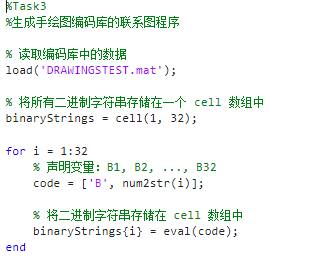 %Task3
%生成手绘图编码库的联系图程序
% 读取编码库中的数据
load('DRAWINGSTEST.mat');
% 将所有二进制字符串存储在一个 cell 数组中
binaryStrings = cell(1, 32);
for i = 1:32
% 声明变量: B1, B2, ..., B32
code = ['B', num2str(i)];
% 将二进制字符串存储在 cell 数组中
binaryStrings{i} = eval(code);
end